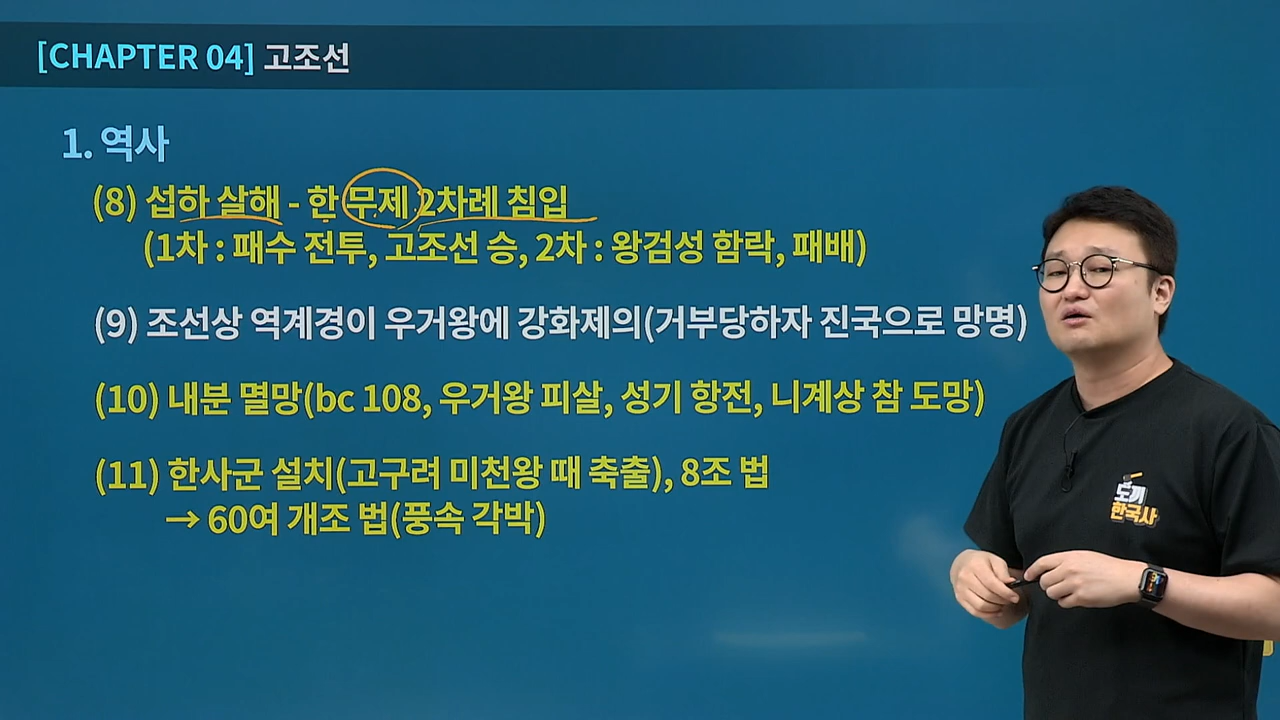 [CHAPTER 04] 고조선
1. 역사
(8) 섭하 살해 - 한 무제 2차례 침입
(1차 : 패수 전투, 고조선 승, 2차 : 왕검성 함락, 패배)
(9) 조선상 역계경이 우거왕에 강화제의(거부당하자 진국으로 망명)
(10) 내분 멸망(bc 108, 우거왕 피살, 성기 항전, 니계상 참 도망)
(11) 한사군 설치(고구려 미천왕 때 축출), 8조 법
→ 60여 개조 법(풍속 각박)
도끼
한국사